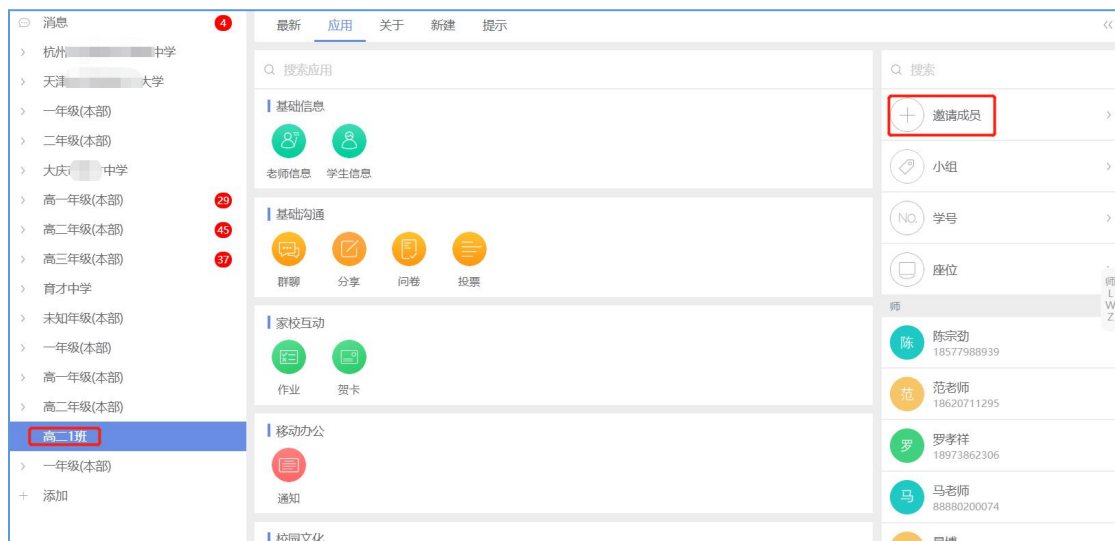 消息
4
杭州
中学
天津
大学
一年级(本部)
二年级(本部)
大庆
中学
高一年级(本部)
29
高二年级(本部)
45
高三年级(本部)
37
育才中学
未知年级(本部)
一年级(本部)
高一年级(本部)
高二年级(本部)
高二1班
一年级(本部)
添加
最新 应用 关于 新建 提示
搜索应用
基础信息
老师信息 学生信息
基础沟通
群聊 分享 问卷 投票
家校互动
作业 贺卡
移动办公
通知
校园文化
搜索
邀请成员
小组
NO. 学号
座位
师
陈 陈宗劲
18577988939
范 范老师
18620711295
罗 罗孝祥
18973862306
马 马老师
88880200074
师
L
W
Z